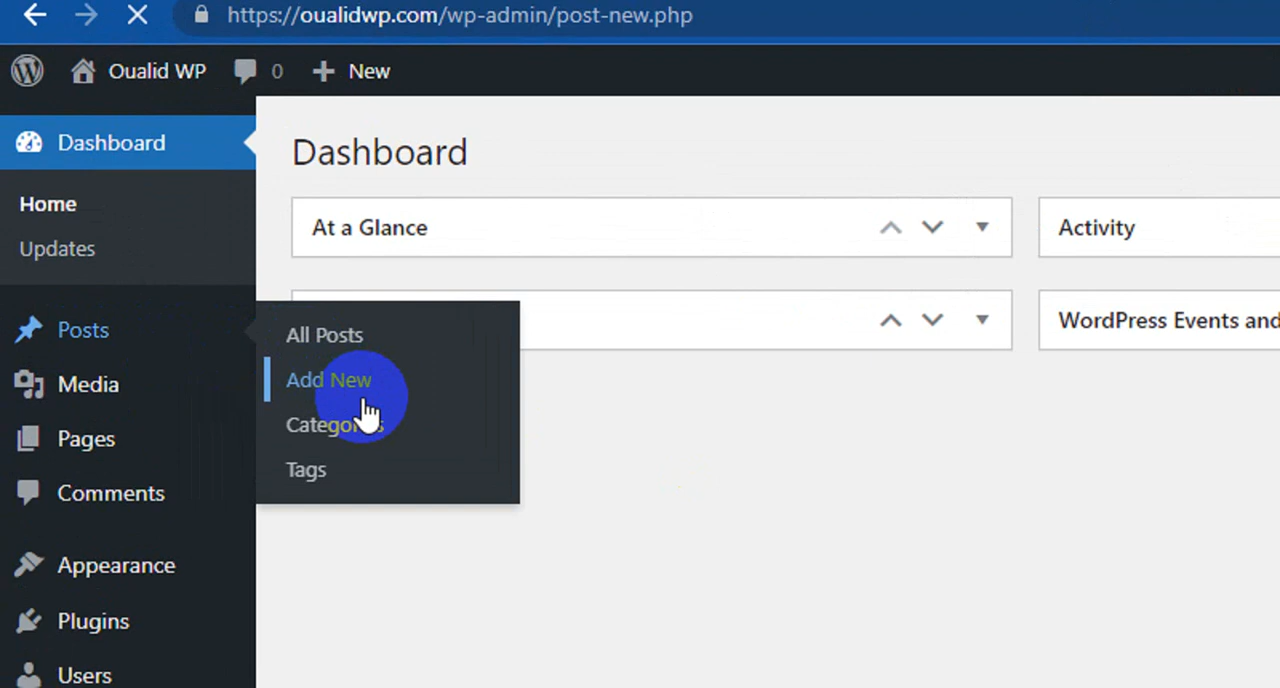 https://oualidwp.com/wp-admin/post-new.php
Oualid WP 0 New
Dashboard
Home
Updates
Posts
Media
Pages
Comments
Appearance
Plugins
Users
All Posts
Add New
Categories
Tags
Dashboard
At a Glance
Activity
WordPress Events and